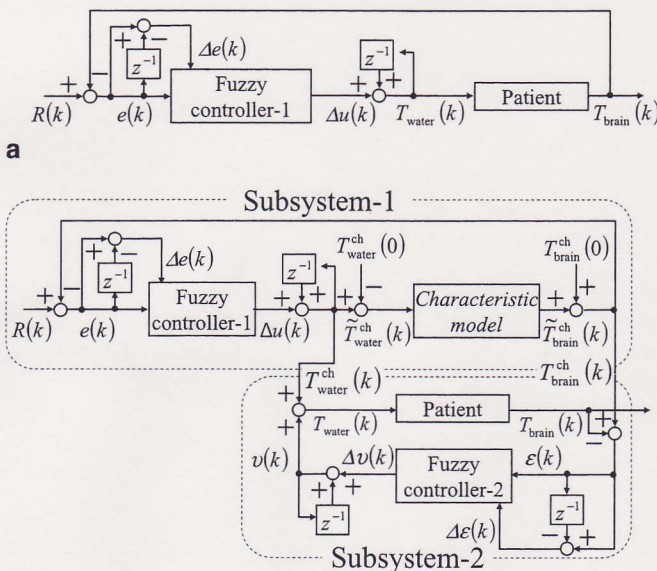 + − Δe(k)
z⁻¹
z⁻¹
+ −
R(k) e(k)
Fuzzy controller-1
+ +
Δu(k) T_water(k)
Patient
T_brain(k)
a
Subsystem-1
+ − Δe(k)
z⁻¹
z⁻¹
T^ch_water(0)
T^ch_brain(0)
+ −
R(k) e(k)
Fuzzy controller-1
+ +
Δu(k)
+ −
T̃^ch_water(k)
Characteristic model
+ +
T̃^ch_brain(k)
T^ch_water(k)
T^ch_brain(k)
+ +
T_water(k)
Patient
T_brain(k)
−
+
υ(k)
Δυ(k)
+ +
z⁻¹
Fuzzy controller-2
ε(k)
Δε(k)
z⁻¹
− +
Subsystem-2